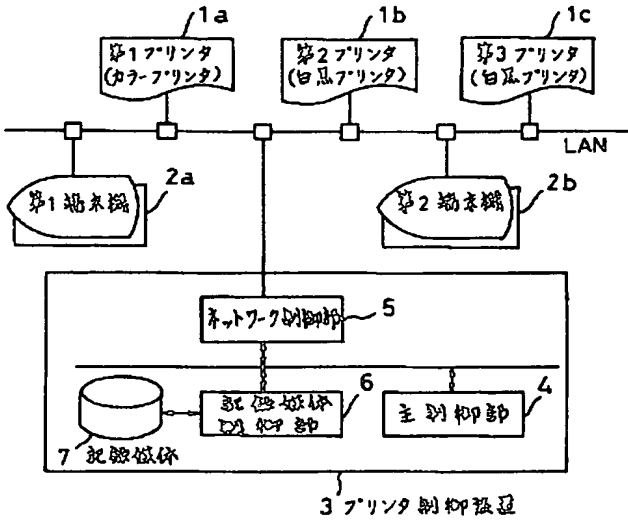 1a
1b
1c
第1プリンタ
(カラープリンタ)
第2プリンタ
(白黒プリンタ)
第3プリンタ
(白黒プリンタ)
LAN
第1端末機
2a
第2端末機
2b
ネットワーク制御部
5
記録媒体
制御部
6
主制御部
4
7 記録媒体
3 プリンタ制御装置